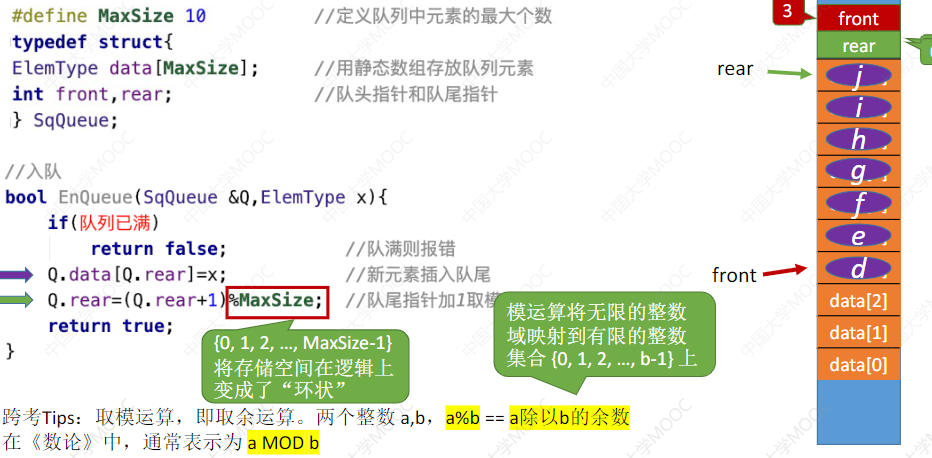 #define MaxSize 10 //定义队列中元素的最大个数
typedef struct{
ElemType data[MaxSize]; //用静态数组存放队列元素
int front,rear; //队头指针和队尾指针
} SqQueue;
//入队
bool EnQueue(SqQueue &Q,ElemType x){
if(队列已满)
return false; //队满则报错
Q.data[Q.rear]=x; //新元素插入队尾
Q.rear=(Q.rear+1)%MaxSize; //队尾指针加1取模
return true;
}
{0, 1, 2, …, MaxSize-1}
将存储空间在逻辑上
变成了“环状”
模运算将无限的整数
域映射到有限的整数
集合 {0, 1, 2, …, b-1} 上
跨考Tips：取模运算，即取余运算。两个整数 a,b，a%b == a除以b的余数
在《数论》中，通常表示为 a MOD b
3
front
rear
rear
j
i
h
g
f
e
front
d
data[2]
data[1]
data[0]
中国大学MOOC